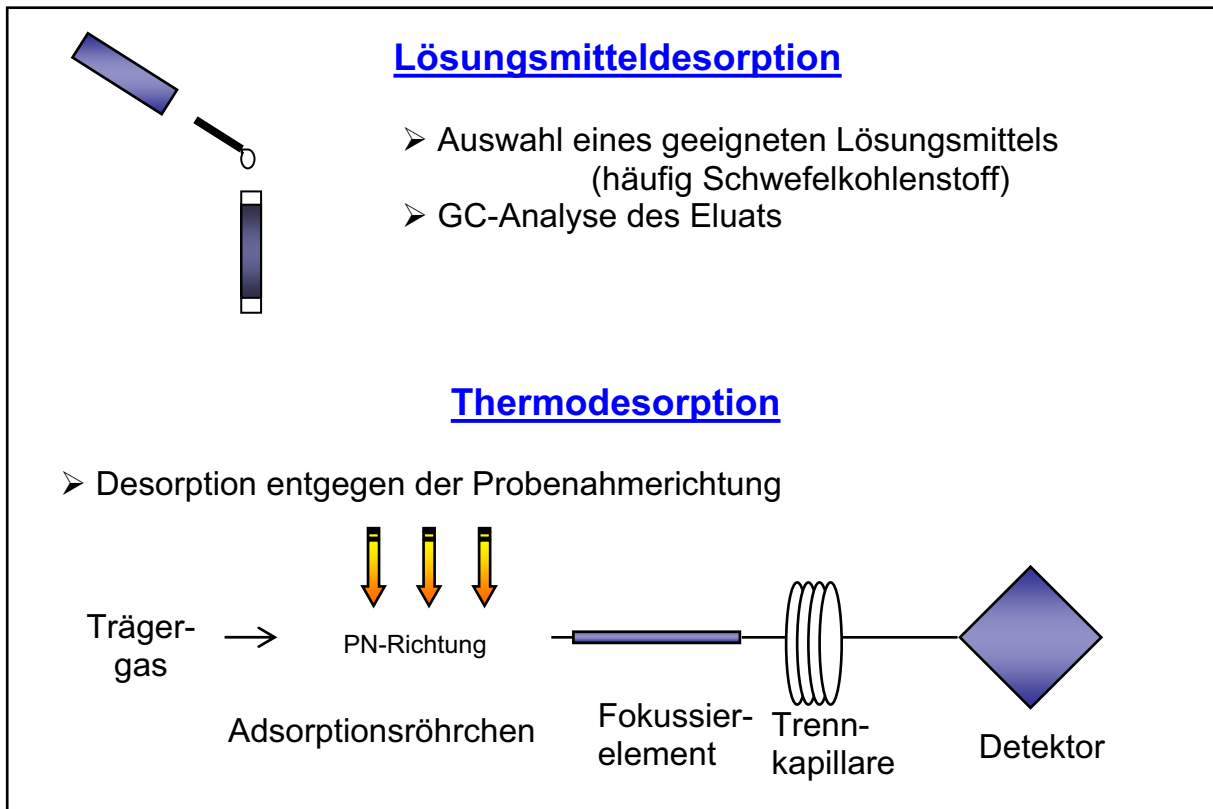 Lösungsmitteldesorption
➢ Auswahl eines geeigneten Lösungsmittels
(häufig Schwefelkohlenstoff)
➢ GC-Analyse des Eluats
Thermodesorption
➢ Desorption entgegen der Probenahmerichtung
Träger-
gas
PN-Richtung
Adsorptionsröhrchen
Fokussier-
element
Trenn-
kapillare
Detektor